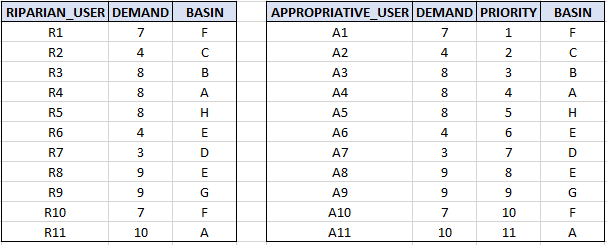 RIPARIAN_USER DEMAND BASIN APPROPRIATIVE_USER DEMAND PRIORITY BASIN
R1 7 F A1 7 1 F
R2 4 C A2 4 2 C
R3 8 B A3 8 3 B
R4 8 A A4 8 4 A
R5 8 H A5 8 5 H
R6 4 E A6 4 6 E
R7 3 D A7 3 7 D
R8 9 E A8 9 8 E
R9 9 G A9 9 9 G
R10 7 F A10 7 10 F
R11 10 A A11 10 11 A